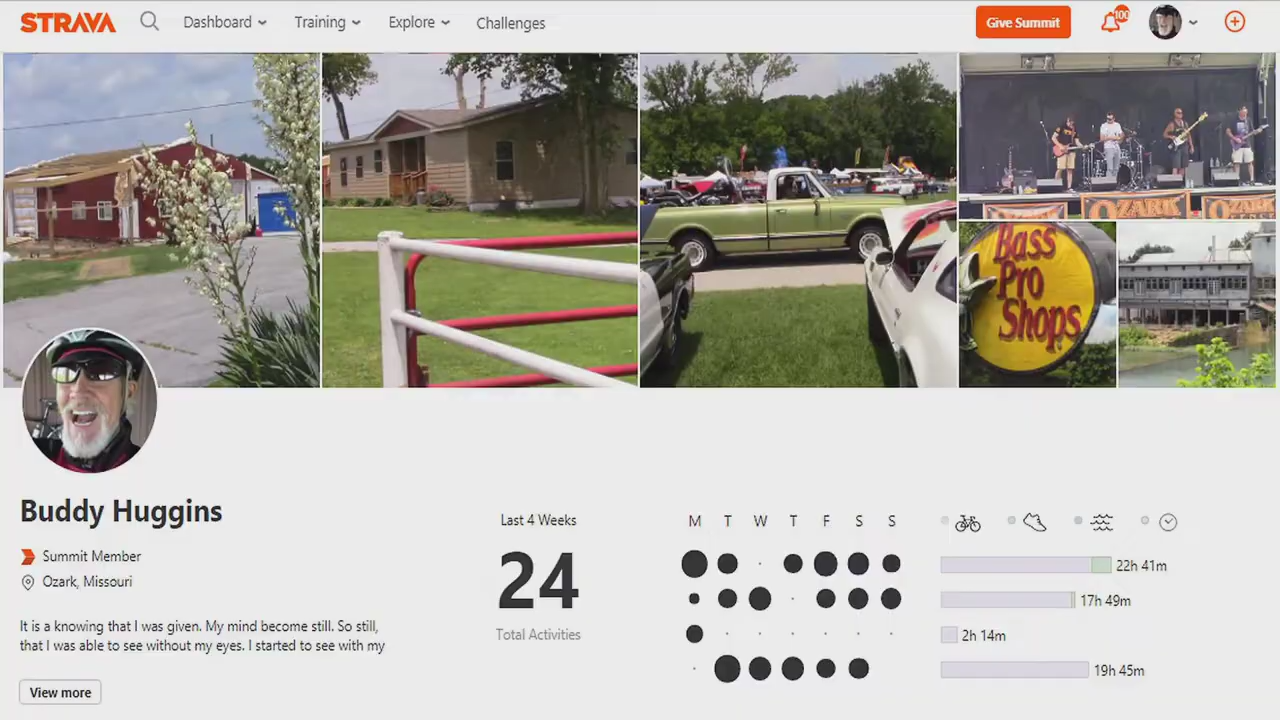 STRAVA Dashboard Training Explore Challenges Give Summit 100
OZARK OZARK
Bass
Pro
Shops
Buddy Huggins
Summit Member
Ozark, Missouri
It is a knowing that I was given. My mind become still. So still,
that I was able to see without my eyes. I started to see with my
View more
Last 4 Weeks
24
Total Activities
M T W T F S S
22h 41m
17h 49m
2h 14m
19h 45m